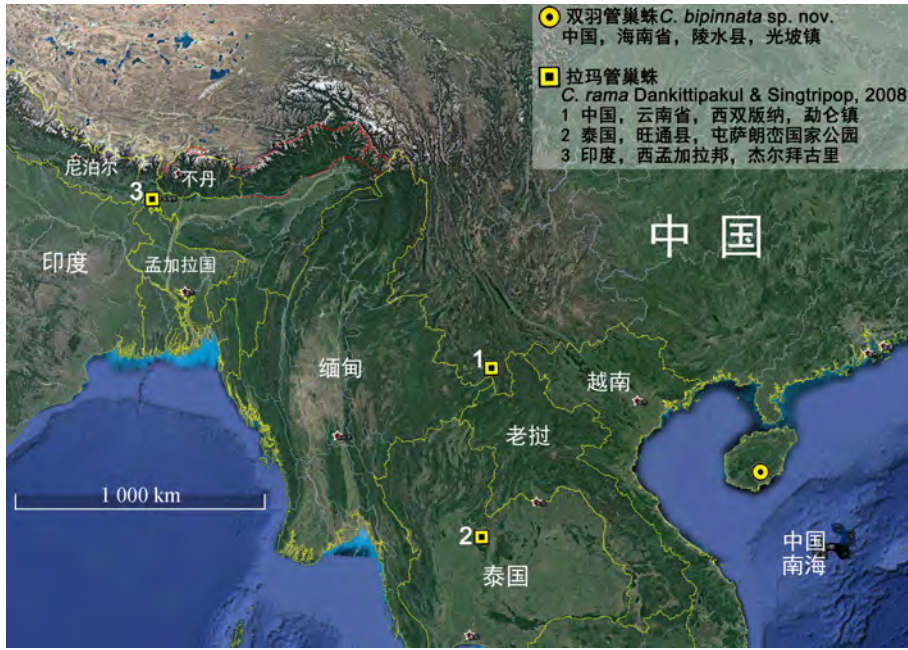 双羽管巢蛛C. bipinnata sp. nov.
中国，海南省，陵水县，光坡镇
拉玛管巢蛛
C. rama Dankittipakul & Singtripop, 2008
1 中国，云南省，西双版纳，勐仑镇
2 泰国，旺通县，屯萨朗峦国家公园
3 印度，西孟加拉邦，杰尔拜古里
尼泊尔
不丹
3
中国
印度
孟加拉国
1
缅甸
越南
老挝
1 000 km
2
泰国
中国
南海